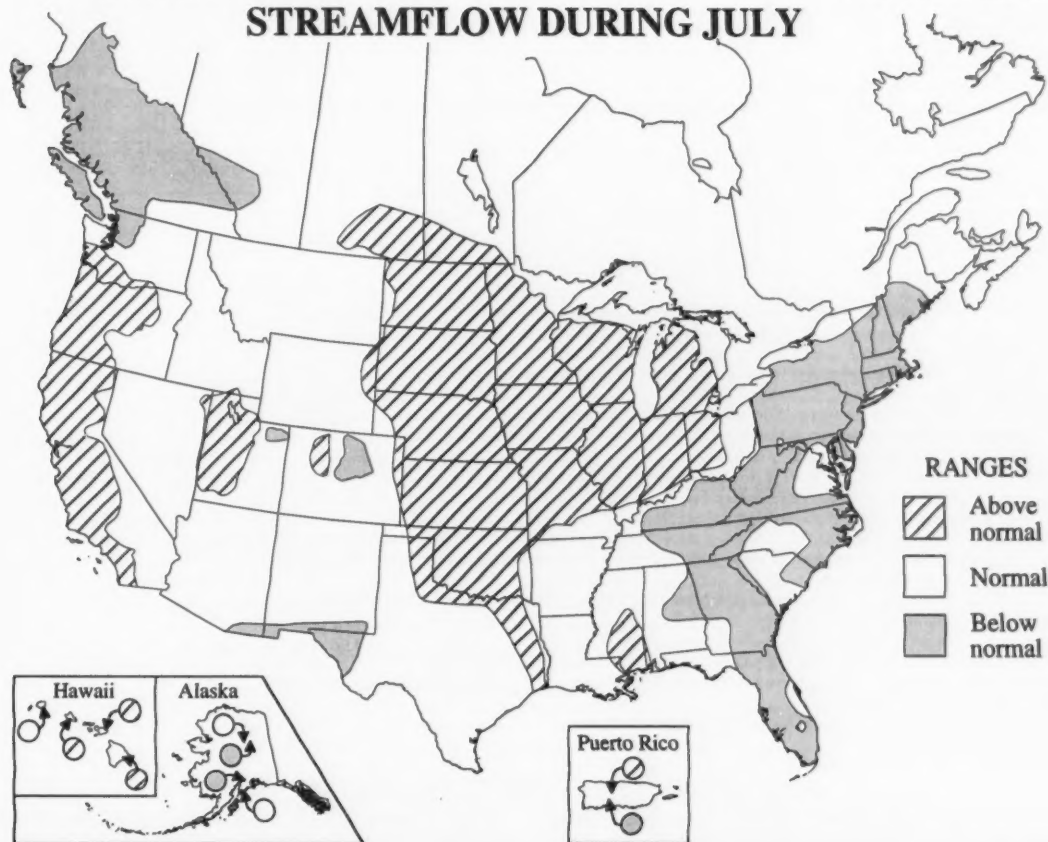 STREAMFLOW DURING JULY
RANGES
Above
normal
Normal
Below
normal
Hawaii
Alaska
Puerto Rico